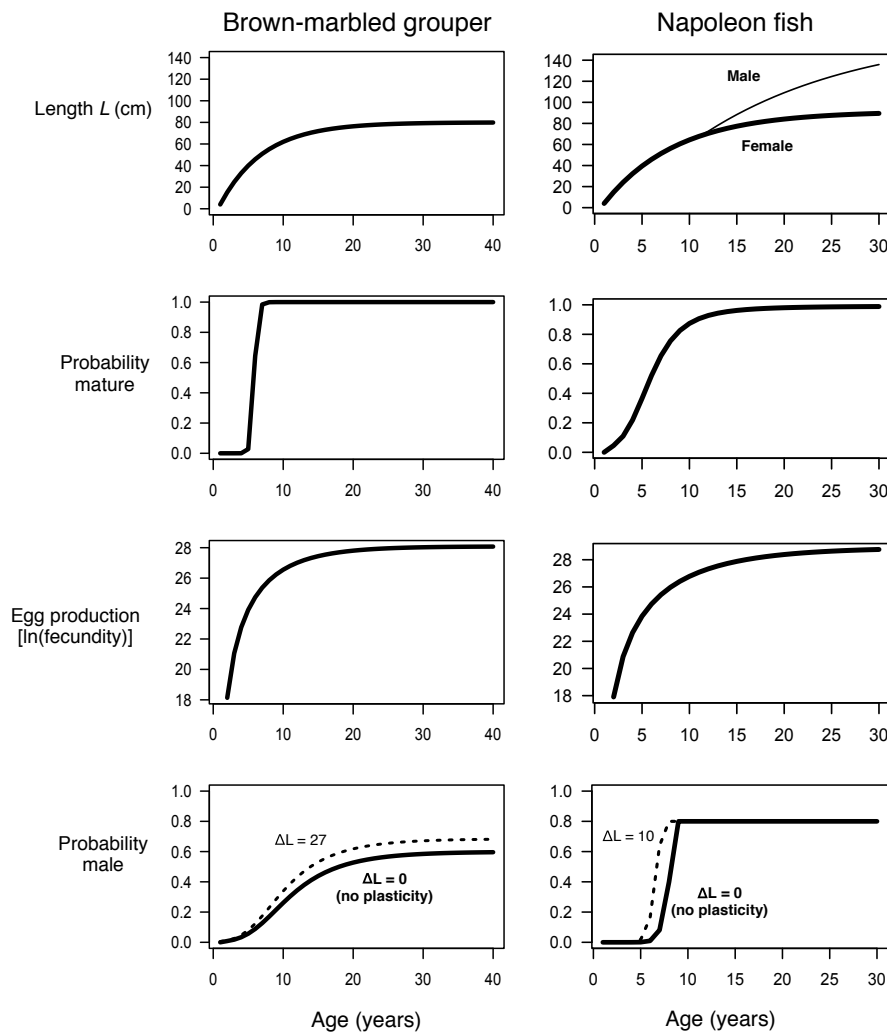 Brown-marbled grouper
Napoleon fish
Length L (cm)
140
120
100
80
60
40
20
0
0 10 20 30 40
140
120
100
80
60
40
20
0
Male
Female
0 5 10 15 20 25 30
Probability
mature
1.0
0.8
0.6
0.4
0.2
0.0
0 10 20 30 40
1.0
0.8
0.6
0.4
0.2
0.0
0 5 10 15 20 25 30
Egg production
[ln(fecundity)]
28
26
24
22
20
18
0 10 20 30 40
28
26
24
22
20
18
0 5 10 15 20 25 30
Probability
male
1.0
0.8
0.6
0.4
0.2
0.0
ΔL = 27
ΔL = 0
(no plasticity)
0 10 20 30 40
Age (years)
1.0
0.8
0.6
0.4
0.2
0.0
ΔL = 10
ΔL = 0
(no plasticity)
0 5 10 15 20 25 30
Age (years)